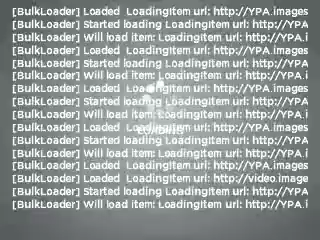 [BulkLoader] Loaded LoadingItem url: http://YPA.images
[BulkLoader] Started loading LoadingItem url: http://YPA
[BulkLoader] Will load item: LoadingItem url: http://YPA.i
[BulkLoader] Loaded LoadingItem url: http://YPA.images
[BulkLoader] Started loading LoadingItem url: http://YPA
[BulkLoader] Will load item: LoadingItem url: http://YPA.i
[BulkLoader] Loaded LoadingItem url: http://YPA.images
[BulkLoader] Started loading LoadingItem url: http://YPA
[BulkLoader] Will load item: LoadingItem url: http://YPA.i
[BulkLoader] Loaded LoadingItem url: http://YPA.images
[BulkLoader] Started loading LoadingItem url: http://YPA
[BulkLoader] Will load item: LoadingItem url: http://YPA.i
[BulkLoader] Loaded LoadingItem url: http://YPA.images
[BulkLoader] Loaded LoadingItem url: http://video.image
[BulkLoader] Started loading LoadingItem url: http://YPA
[BulkLoader] Will load item: LoadingItem url: http://YPA.i